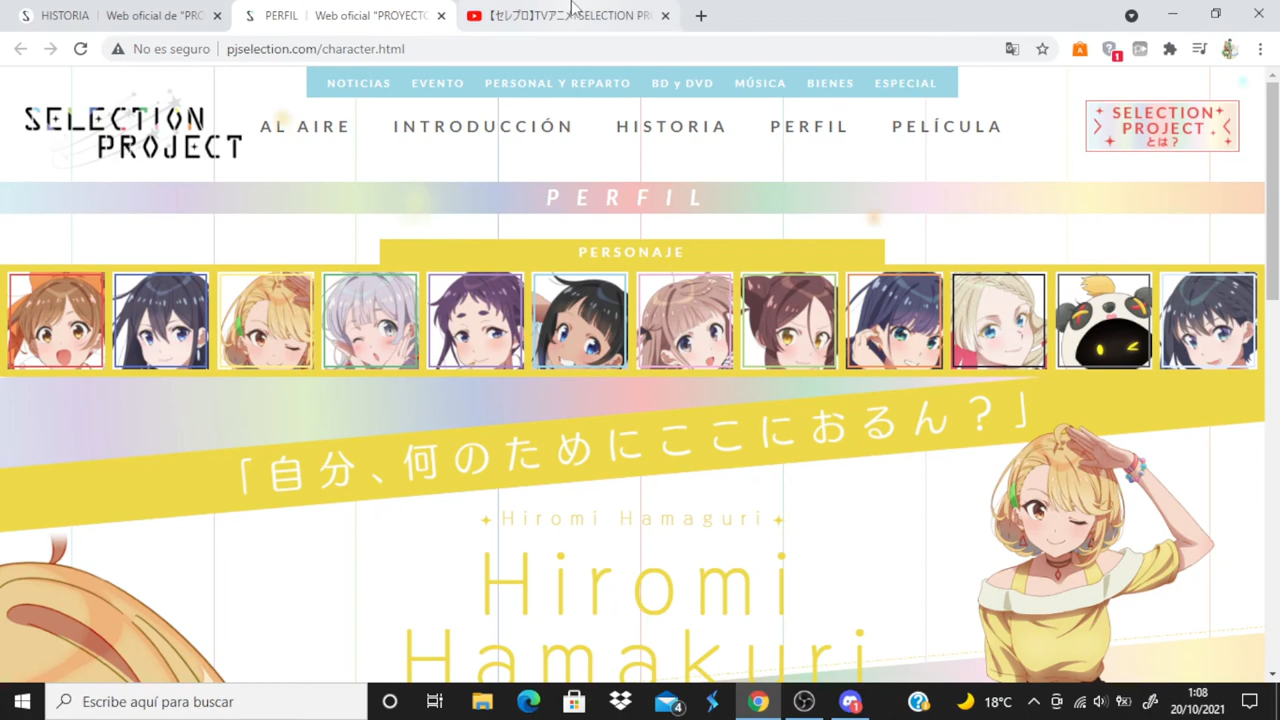 HISTORIA | Web oficial de "PRO
PERFIL | Web oficial "PROYECTO
【セレプロ】TVアニメ『SELECTION PR
No es seguro | pjselection.com/character.html
1
NOTICIAS EVENTO PERSONAL Y REPARTO BD y DVD MÚSICA BIENES ESPECIAL
SELECTION
PROJECT
AL AIRE INTRODUCCIÓN HISTORIA PERFIL PELÍCULA
SELECTION
PROJECT
とは？
PERFIL
PERSONAJE
「自分、何のためにここにおるん？」
Hiromi Hamaguri
Hiromi
Hamakuri
Escribe aquí para buscar
4
1
18°C
1:08
20/10/2021